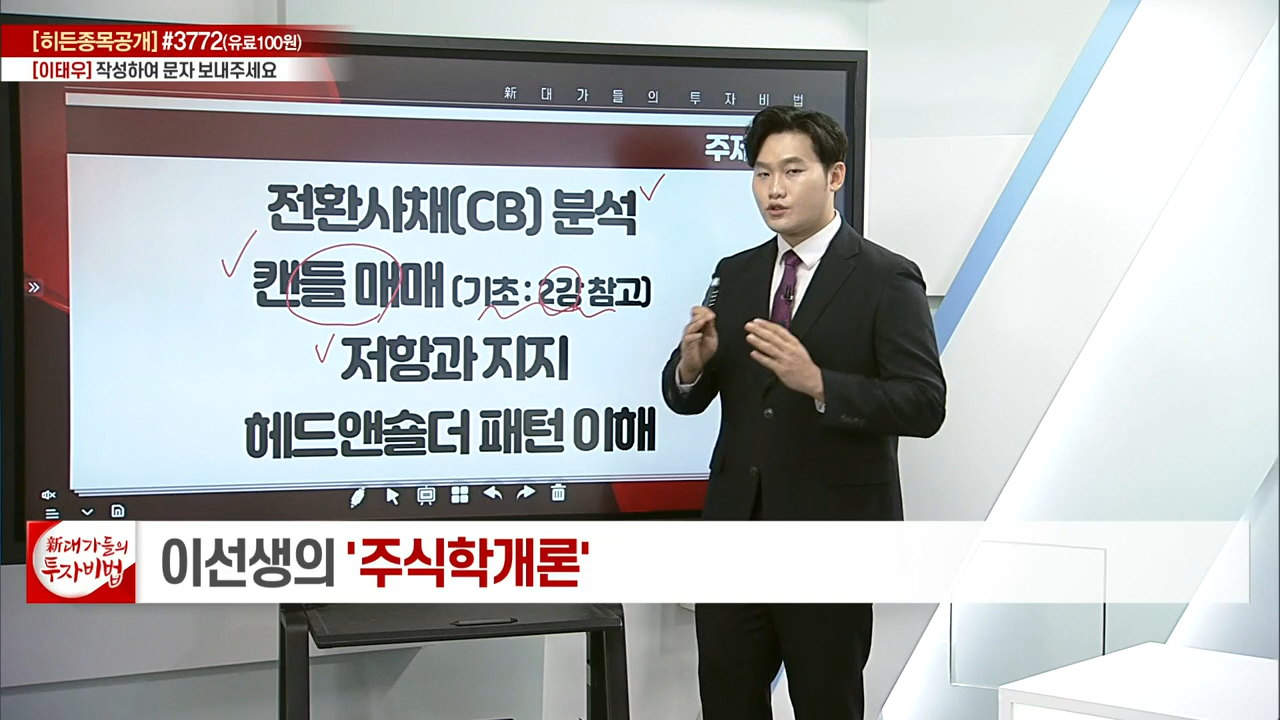 [히든종목공개] #3772(유료100원)
[이태우] 작성하여 문자 보내주세요
新 대가들의 투자비법
전환사채(CB) 분석
캔들 매매 (기초 : 2강 참고)
저항과 지지
헤드앤숄더 패턴 이해
新대가들의
투자비법
이선생의 '주식학개론'